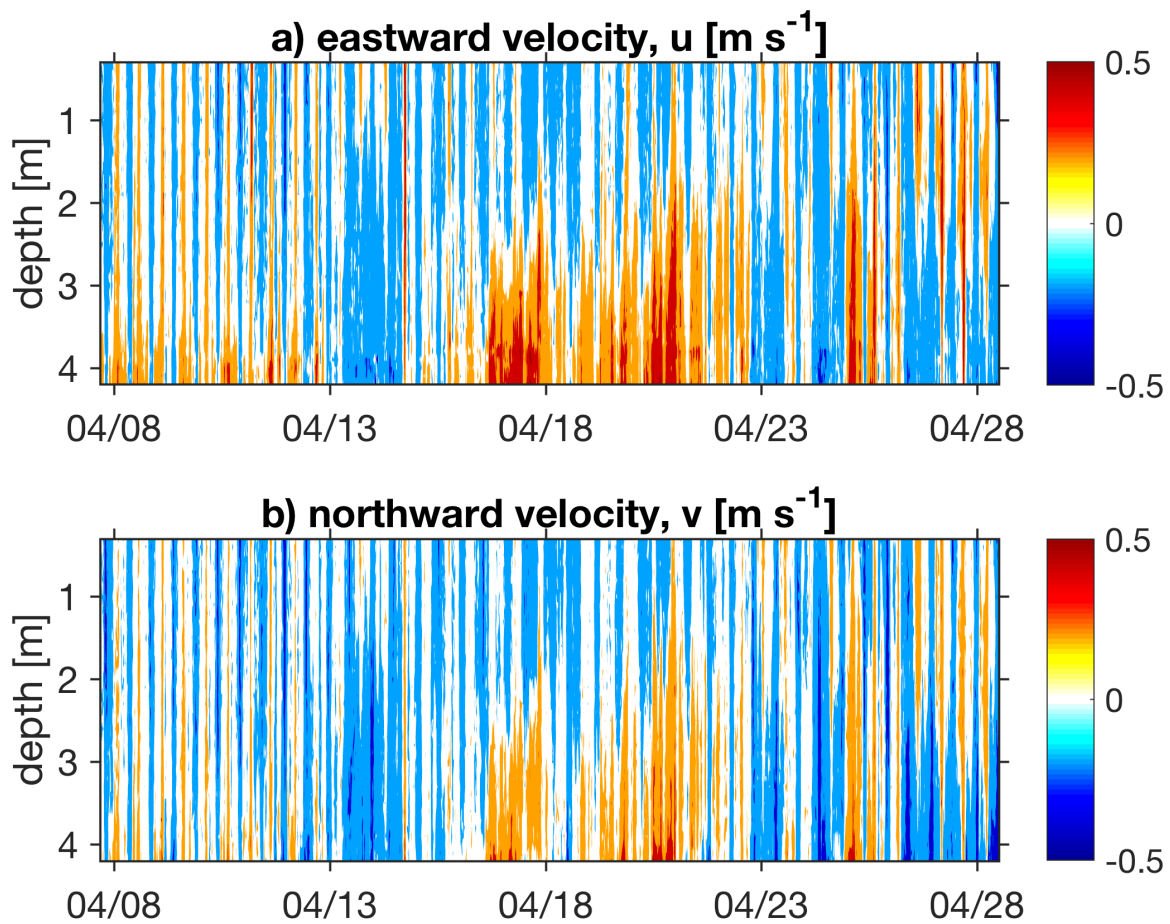 a) eastward velocity, u [m s⁻¹]
0.5
1
2
3
4
depth [m]
0
-0.5
04/08 04/13 04/18 04/23 04/28
b) northward velocity, v [m s⁻¹]
0.5
1
2
3
4
depth [m]
0
-0.5
04/08 04/13 04/18 04/23 04/28